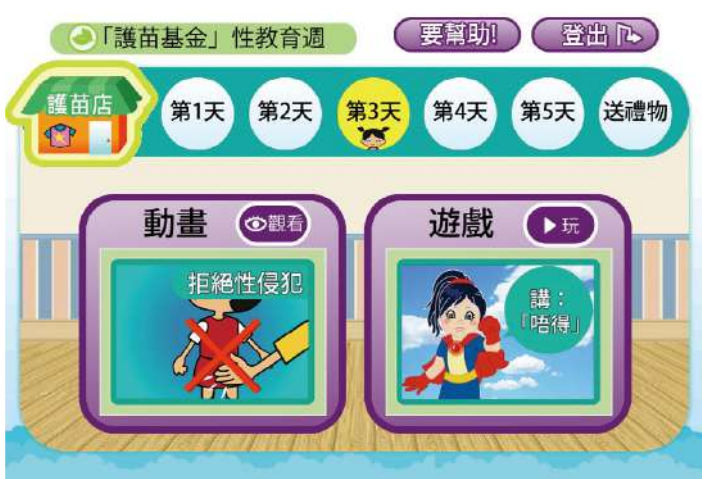 「護苗基金」性教育週
要幫助!
登出
護苗店
第1天
第2天
第3天
第4天
第5天
送禮物
動畫
觀看
拒絕性侵犯
遊戲
玩
講：
「唔得」